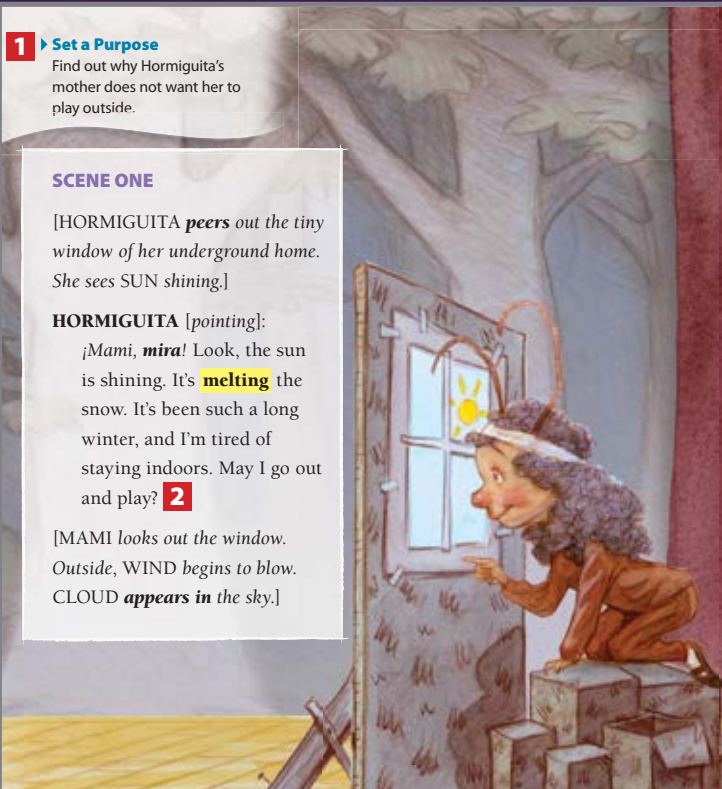 1 Set a Purpose
Find out why Hormiguita's
mother does not want her to
play outside.
SCENE ONE
[HORMIGUITA peers out the tiny
window of her underground home.
She sees SUN shining.]
HORMIGUITA [pointing]:
¡Mami, mira! Look, the sun
is shining. It's melting the
snow. It's been such a long
winter, and I'm tired of
staying indoors. May I go out
and play? 2
[MAMI looks out the window.
Outside, WIND begins to blow.
CLOUD appears in the sky.]